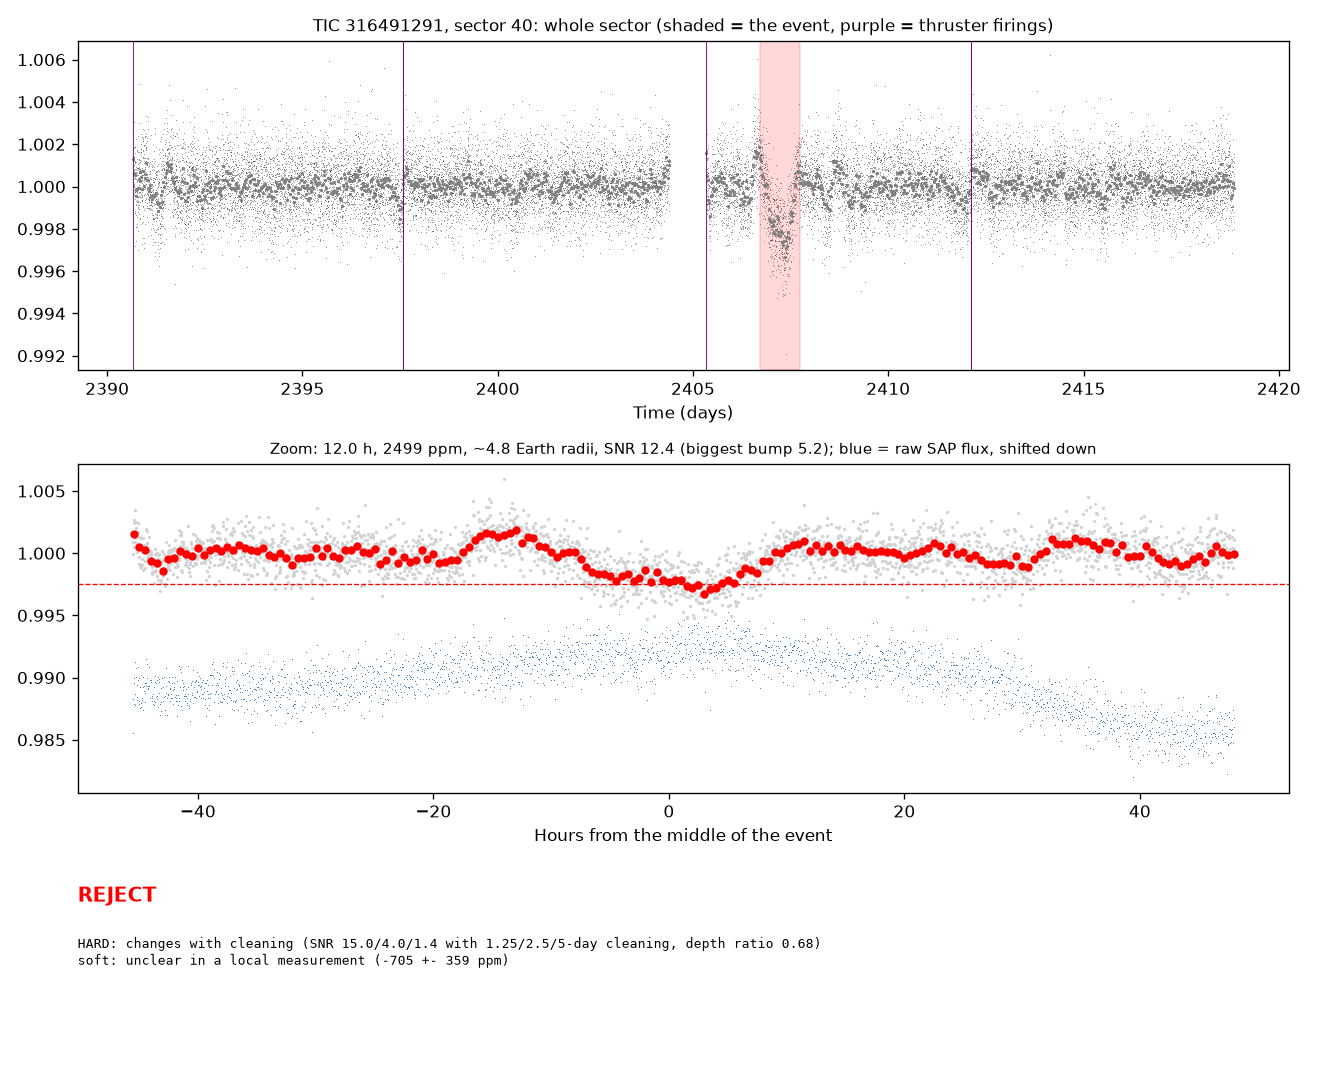 TIC 316491291, sector 40: whole sector (shaded = the event, purple = thruster firings)
1.006
1.004
1.002
1.000
0.998
0.996
0.994
0.992
2390 2395 2400 2405 2410 2415 2420
Time (days)
Zoom: 12.0 h, 2499 ppm, ~4.8 Earth radii, SNR 12.4 (biggest bump 5.2); blue = raw SAP flux, shifted down
1.005
1.000
0.995
0.990
0.985
−40 −20 0 20 40
Hours from the middle of the event
REJECT
HARD: changes with cleaning (SNR 15.0/4.0/1.4 with 1.25/2.5/5-day cleaning, depth ratio 0.68)
soft: unclear in a local measurement (-705 +- 359 ppm)